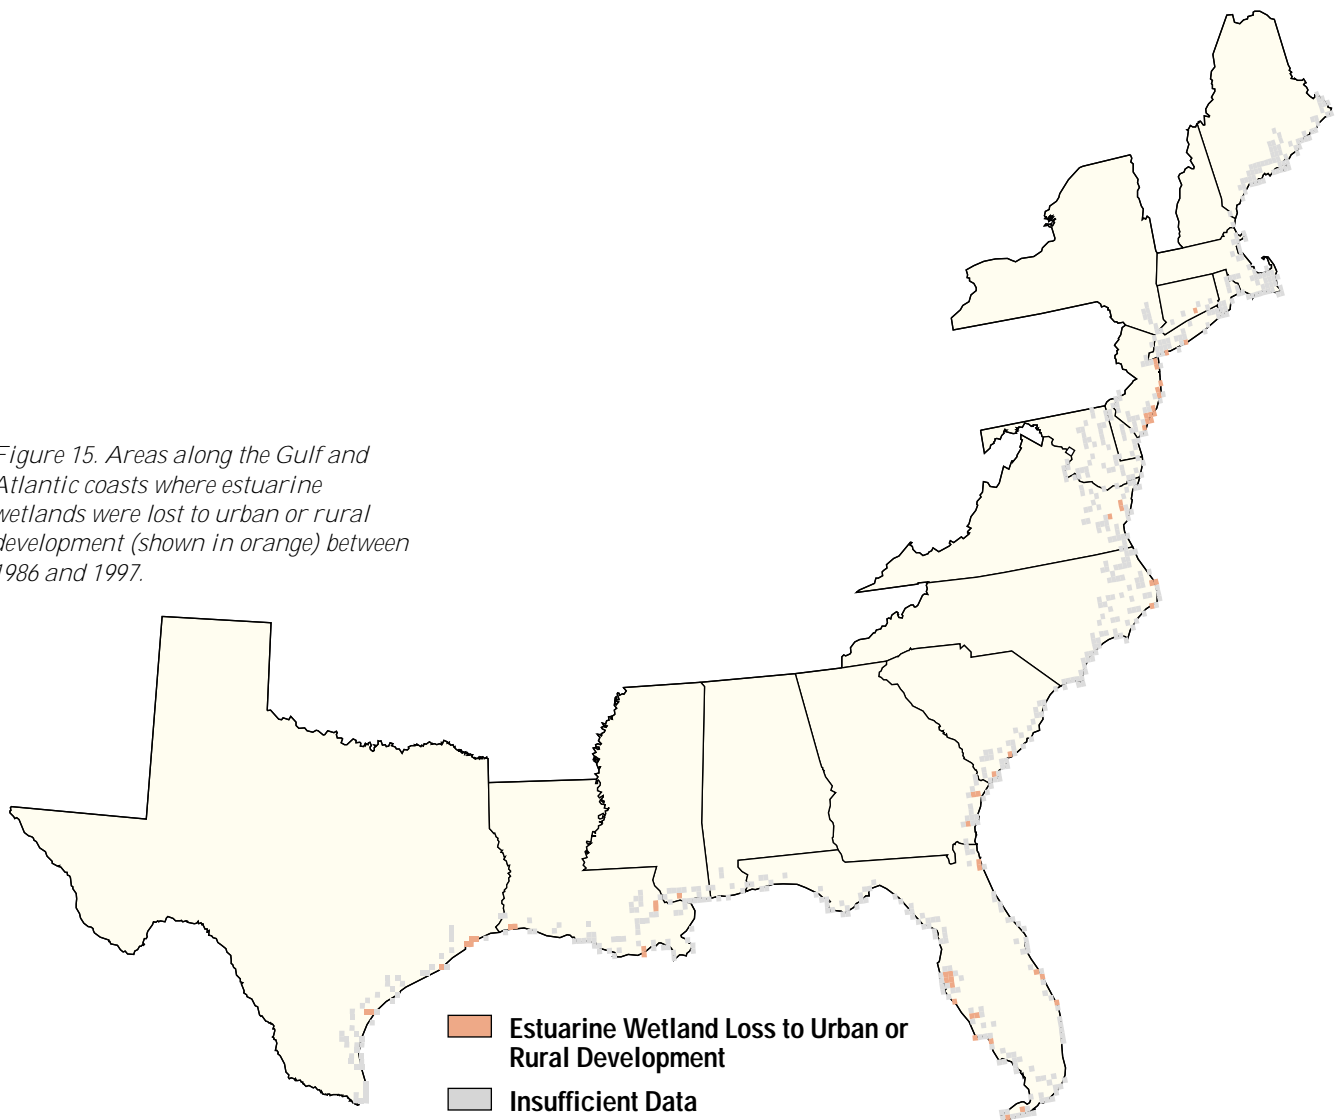 Figure 15. Areas along the Gulf and
Atlantic coasts where estuarine
wetlands were lost to urban or rural
development (shown in orange) between
1986 and 1997.
Estuarine Wetland Loss to Urban or
Rural Development
Insufficient Data